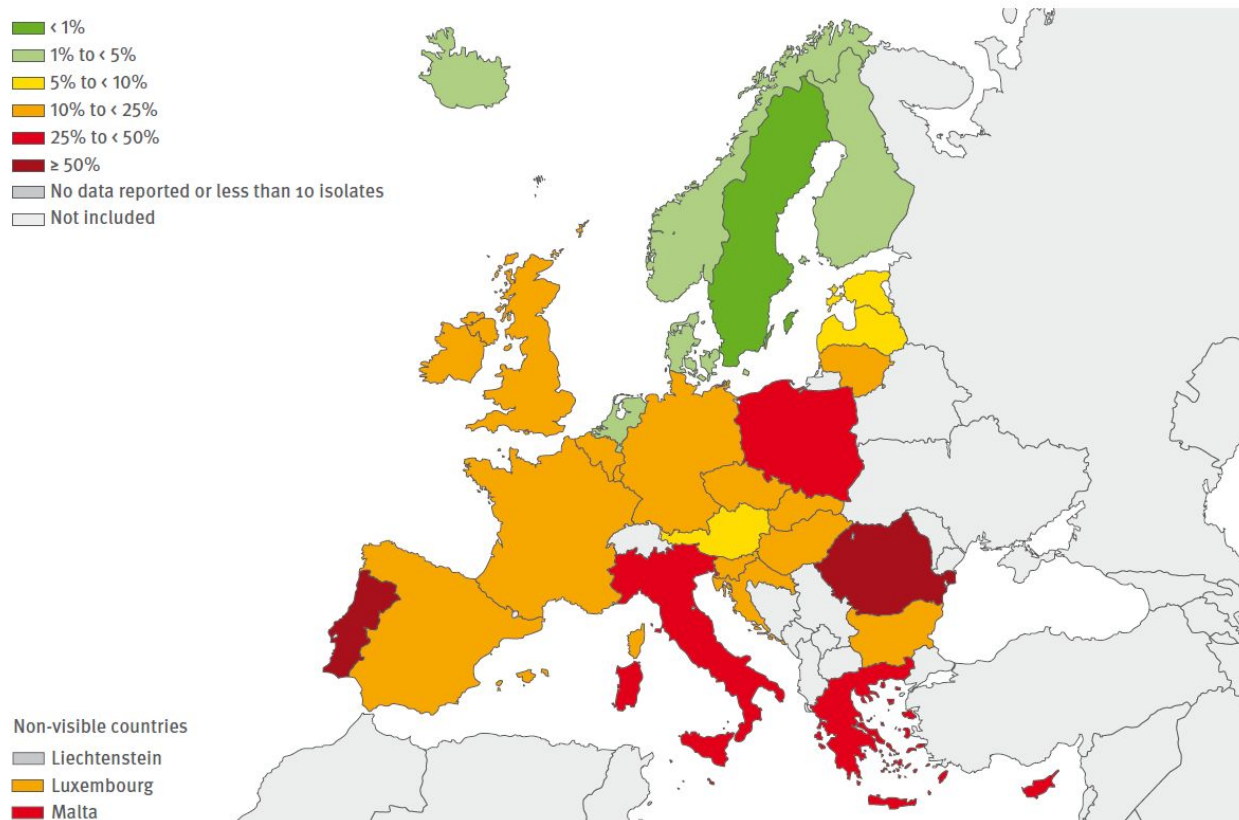 < 1%
1% to < 5%
5% to < 10%
10% to < 25%
25% to < 50%
≥ 50%
No data reported or less than 10 isolates
Not included
Non-visible countries
Liechtenstein
Luxembourg
Malta